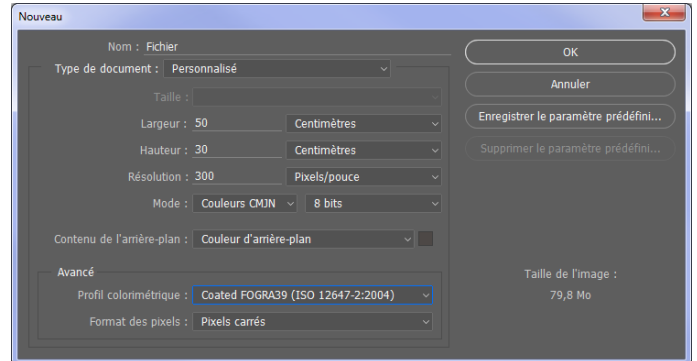 Nouveau
Nom : Fichier
OK
Type de document : Personnalisé
Annuler
Taille :
Largeur : 50 Centimètres
Enregistrer le paramètre prédéfini...
Hauteur : 30 Centimètres
Supprimer le paramètre prédéfini...
Résolution : 300 Pixels/pouce
Mode : Couleurs CMJN 8 bits
Contenu de l'arrière-plan : Couleur d'arrière-plan
Avancé
Taille de l'image :
Profil colorimétrique : Coated FOGRA39 (ISO 12647-2:2004)
79,8 Mo
Format des pixels : Pixels carrés